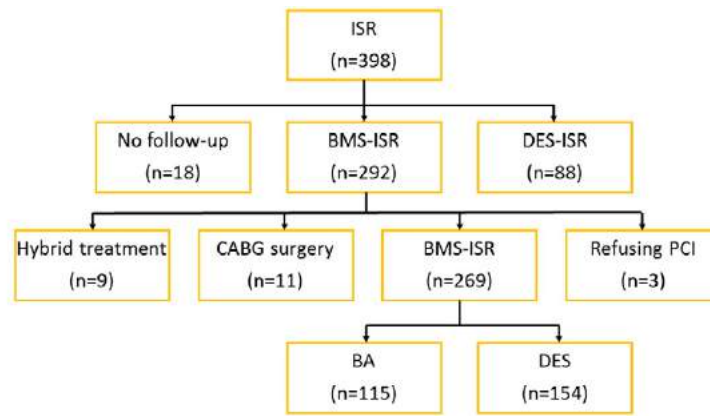 ISR
(n=398)
No follow-up
(n=18)
BMS-ISR
(n=292)
DES-ISR
(n=88)
Hybrid treatment
(n=9)
CABG surgery
(n=11)
BMS-ISR
(n=269)
Refusing PCI
(n=3)
BA
(n=115)
DES
(n=154)